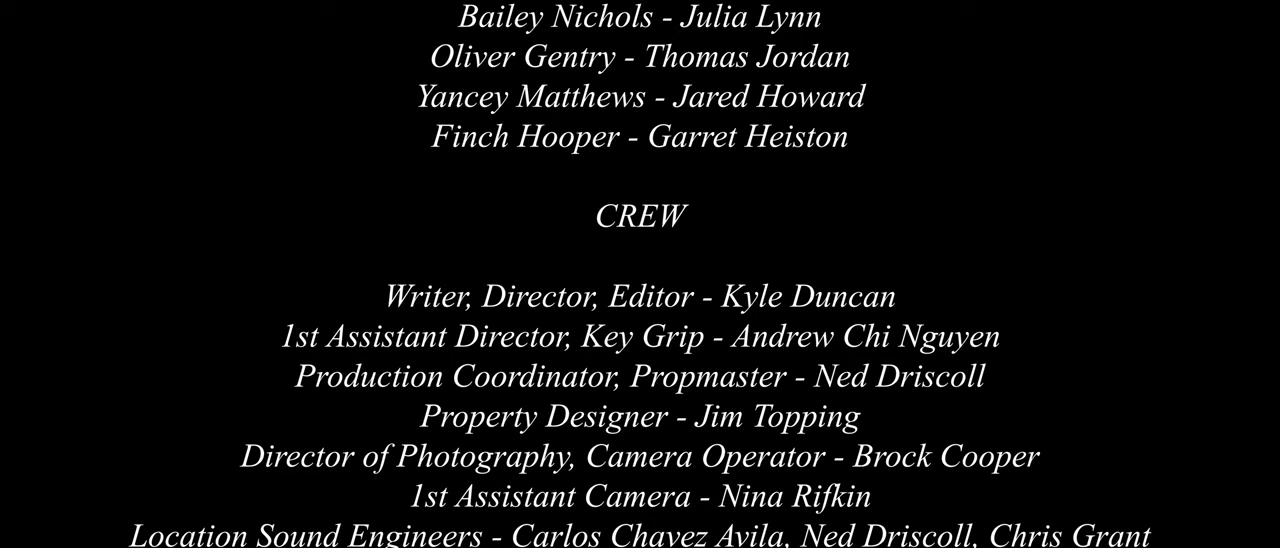 Bailey Nichols - Julia Lynn
Oliver Gentry - Thomas Jordan
Yancey Matthews - Jared Howard
Finch Hooper - Garret Heiston
CREW
Writer, Director, Editor - Kyle Duncan
1st Assistant Director, Key Grip - Andrew Chi Nguyen
Production Coordinator, Propmaster - Ned Driscoll
Property Designer - Jim Topping
Director of Photography, Camera Operator - Brock Cooper
1st Assistant Camera - Nina Rifkin
Location Sound Engineers - Carlos Chavez Avila, Ned Driscoll, Chris Grant